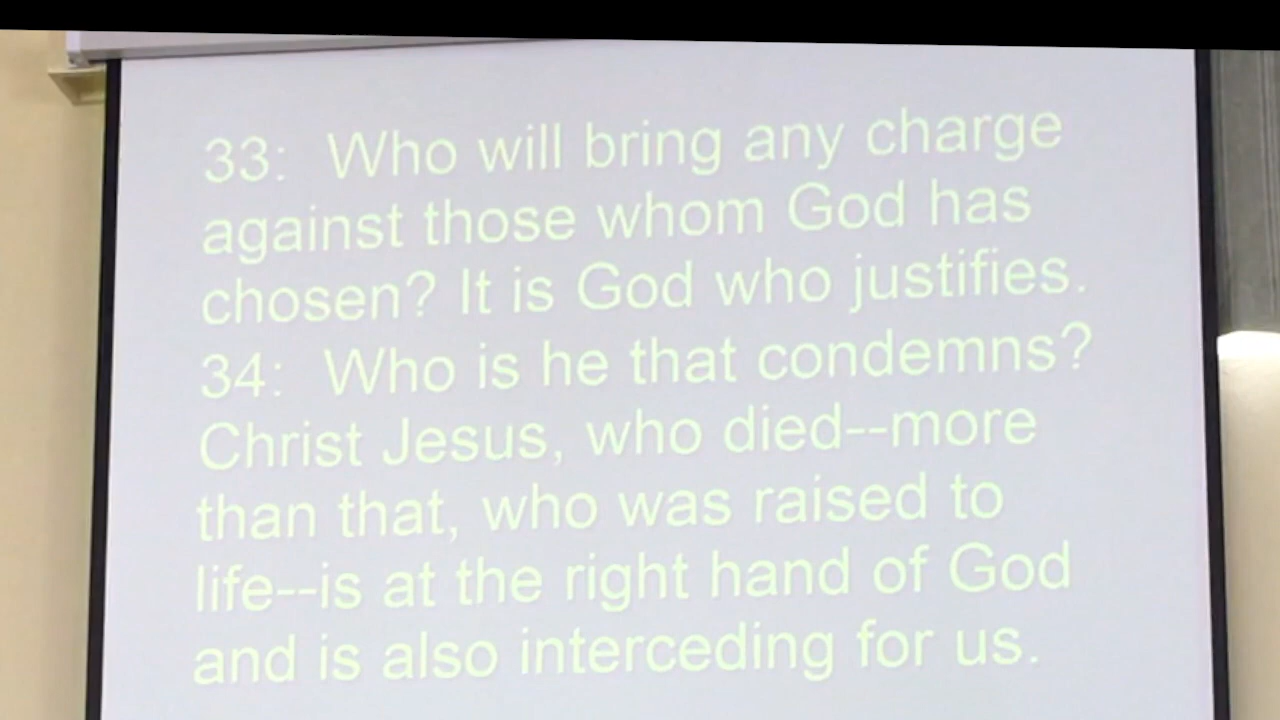 33:  Who will bring any charge
against those whom God has
chosen? It is God who justifies.
34:  Who is he that condemns?
Christ Jesus, who died--more
than that, who was raised to
life--is at the right hand of God
and is also interceding for us.